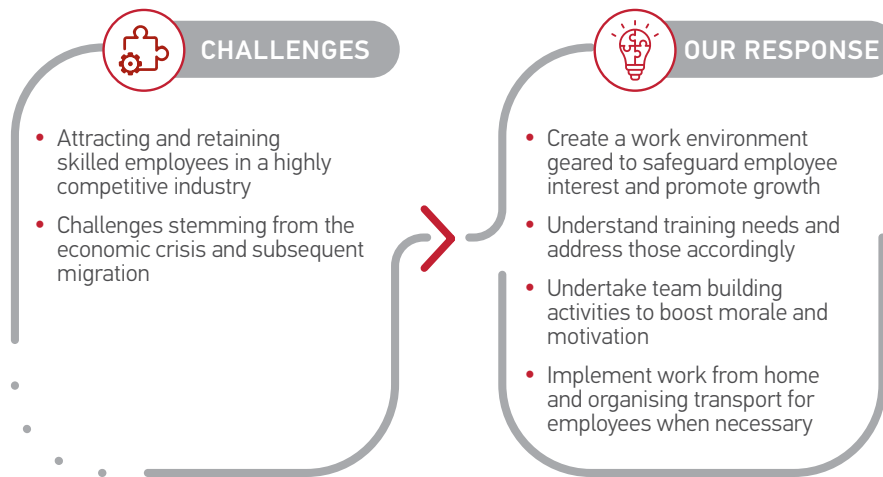 CHALLENGES
• Attracting and retaining
skilled employees in a highly
competitive industry
• Challenges stemming from the
economic crisis and subsequent
migration
OUR RESPONSE
• Create a work environment
geared to safeguard employee
interest and promote growth
• Understand training needs and
address those accordingly
• Undertake team building
activities to boost morale and
motivation
• Implement work from home
and organising transport for
employees when necessary